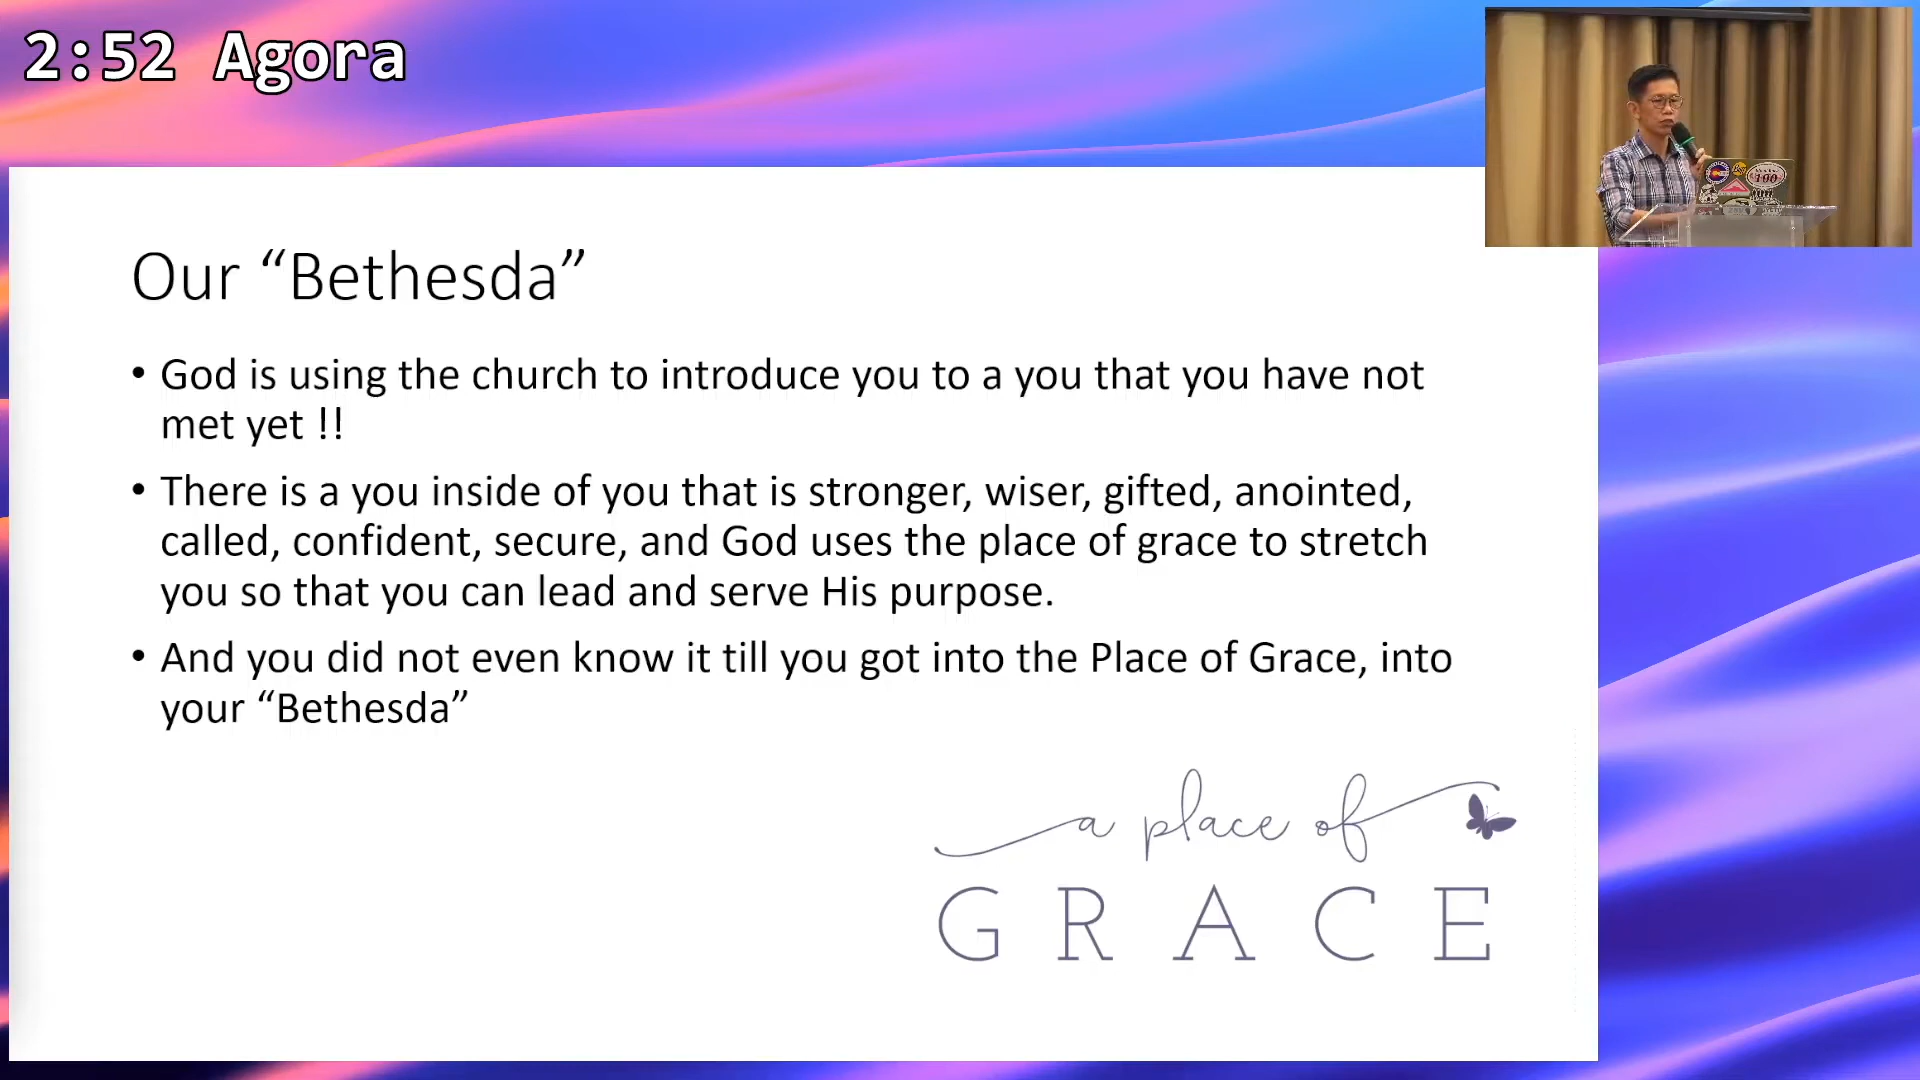 2:52 Agora
Our “Bethesda”
• God is using the church to introduce you to a you that you have not
met yet !!
• There is a you inside of you that is stronger, wiser, gifted, anointed,
called, confident, secure, and God uses the place of grace to stretch
you so that you can lead and serve His purpose.
• And you did not even know it till you got into the Place of Grace, into
your “Bethesda”
a place of
GRACE
100